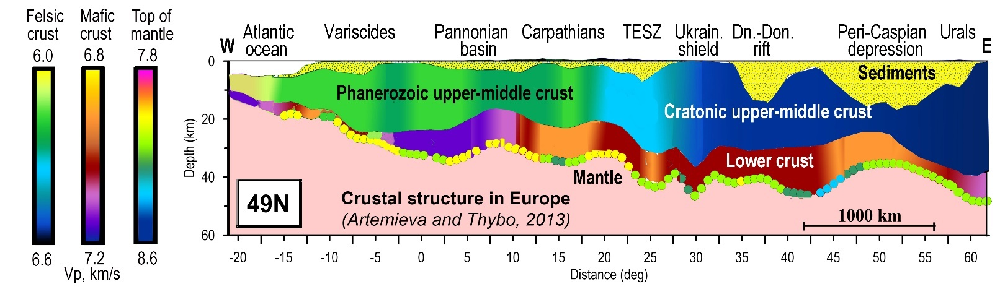 Felsic crust
Mafic crust
Top of mantle
6.0
6.8
7.8
6.6
7.2
8.6
Vp, km/s
W
Atlantic ocean
Variscides
Pannonian basin
Carpathians
TESZ
Ukrain. shield
Dn.-Don. rift
Peri-Caspian depression
Urals
E
Depth (km)
0
20
40
60
Sediments
Phanerozoic upper-middle crust
Cratonic upper-middle crust
Lower crust
Mantle
49N
Crustal structure in Europe
(Artemieva and Thybo, 2013)
1000 km
-20 -15 -10 -5 0 5 10 15 20 25 30 35 40 45 50 55 60
Distance (deg)